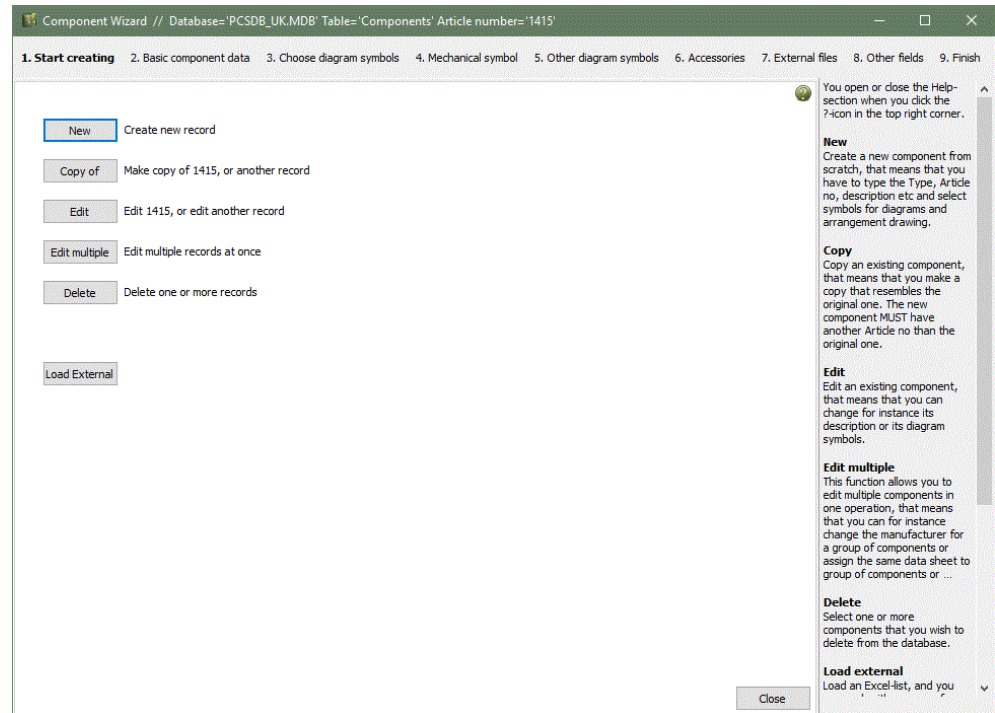 Component Wizard // Database='PCSDB_UK.MDB' Table='Components' Article number='1415'
1. Start creating 2. Basic component data 3. Choose diagram symbols 4. Mechanical symbol 5. Other diagram symbols 6. Accessories 7. External files 8. Other fields 9. Finish
New Create new record
Copy of Make copy of 1415, or another record
Edit Edit 1415, or edit another record
Edit multiple Edit multiple records at once
Delete Delete one or more records
Load External
Close
You open or close the Help-
section when you click the
?-icon in the top right corner.
New
Create a new component from
scratch, that means that you
have to type the Type, Article
no, description etc and select
symbols for diagrams and
arrangement drawing.
Copy
Copy an existing component,
that means that you make a
copy that resembles the
original one. The new
component MUST have
another Article no than the
original one.
Edit
Edit an existing component,
that means that you can
change for instance its
description or its diagram
symbols.
Edit multiple
This function allows you to
edit multiple components in
one operation, that means
that you can for instance
change the manufacturer for
a group of components or
assign the same data sheet to
group of components or ...
Delete
Select one or more
components that you wish to
delete from the database.
Load external
Load an Excel-list, and you